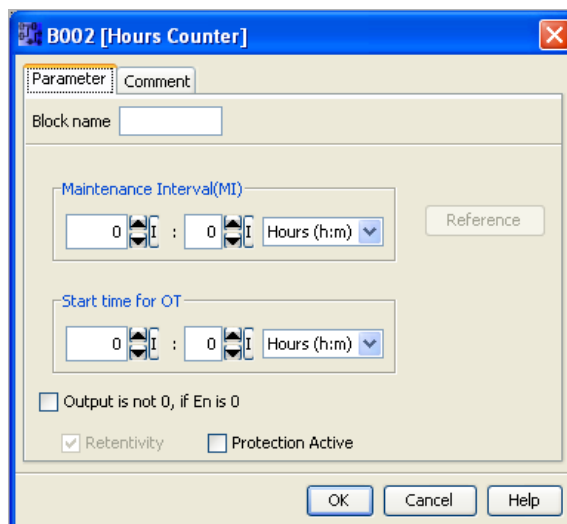 B002 [Hours Counter]
Parameter Comment
Block name
Maintenance Interval(MI)
0 : 0 Hours (h:m)
Reference
Start time for OT
0 : 0 Hours (h:m)
Output is not 0, if En is 0
Retentivity Protection Active
OK Cancel Help